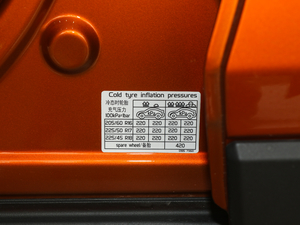 Cold tyre inflation pressures
冷态时轮胎
充气压力
100kPa/bar
205/60 R16 220 220 220 220
225/50 R17 220 220 220 220
225/45 R18 220 220 220 220
spare wheel/备胎 420